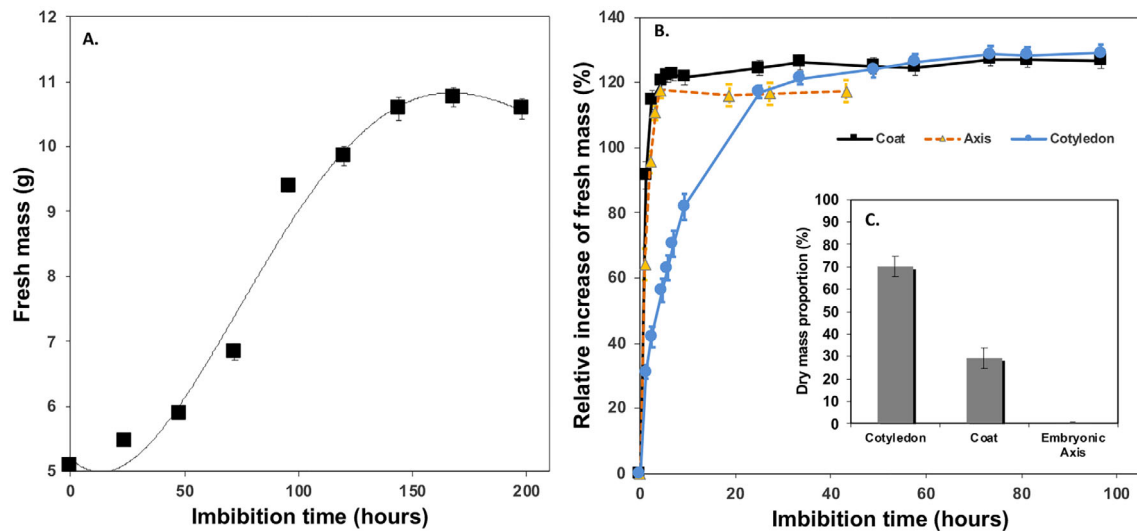 A.
Fresh mass (g)
12
11
10
9
8
7
6
5
0
50
100
150
200
Imbibition time (hours)
B.
Relative increase of fresh mass (%)
140
120
100
80
60
40
20
0
0
20
40
60
80
100
Imbibition time (hours)
Coat
Axis
Cotyledon
C.
Dry mass proportion (%)
100
90
80
70
60
50
40
30
20
10
0
Cotyledon
Coat
Embryonic
Axis